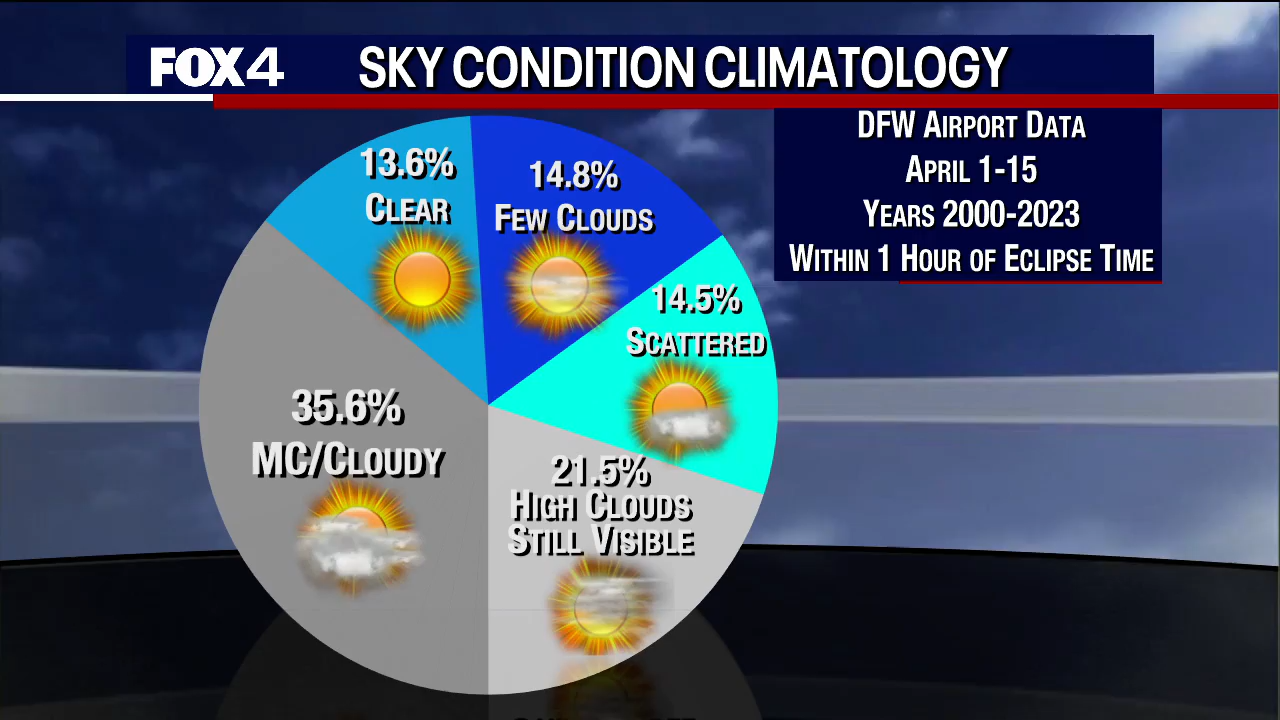 FOX4
SKY CONDITION CLIMATOLOGY
DFW AIRPORT DATA
APRIL 1-15
YEARS 2000-2023
WITHIN 1 HOUR OF ECLIPSE TIME
13.6%
CLEAR
14.8%
FEW CLOUDS
14.5%
SCATTERED
35.6%
MC/CLOUDY
21.5%
HIGH CLOUDS
STILL VISIBLE